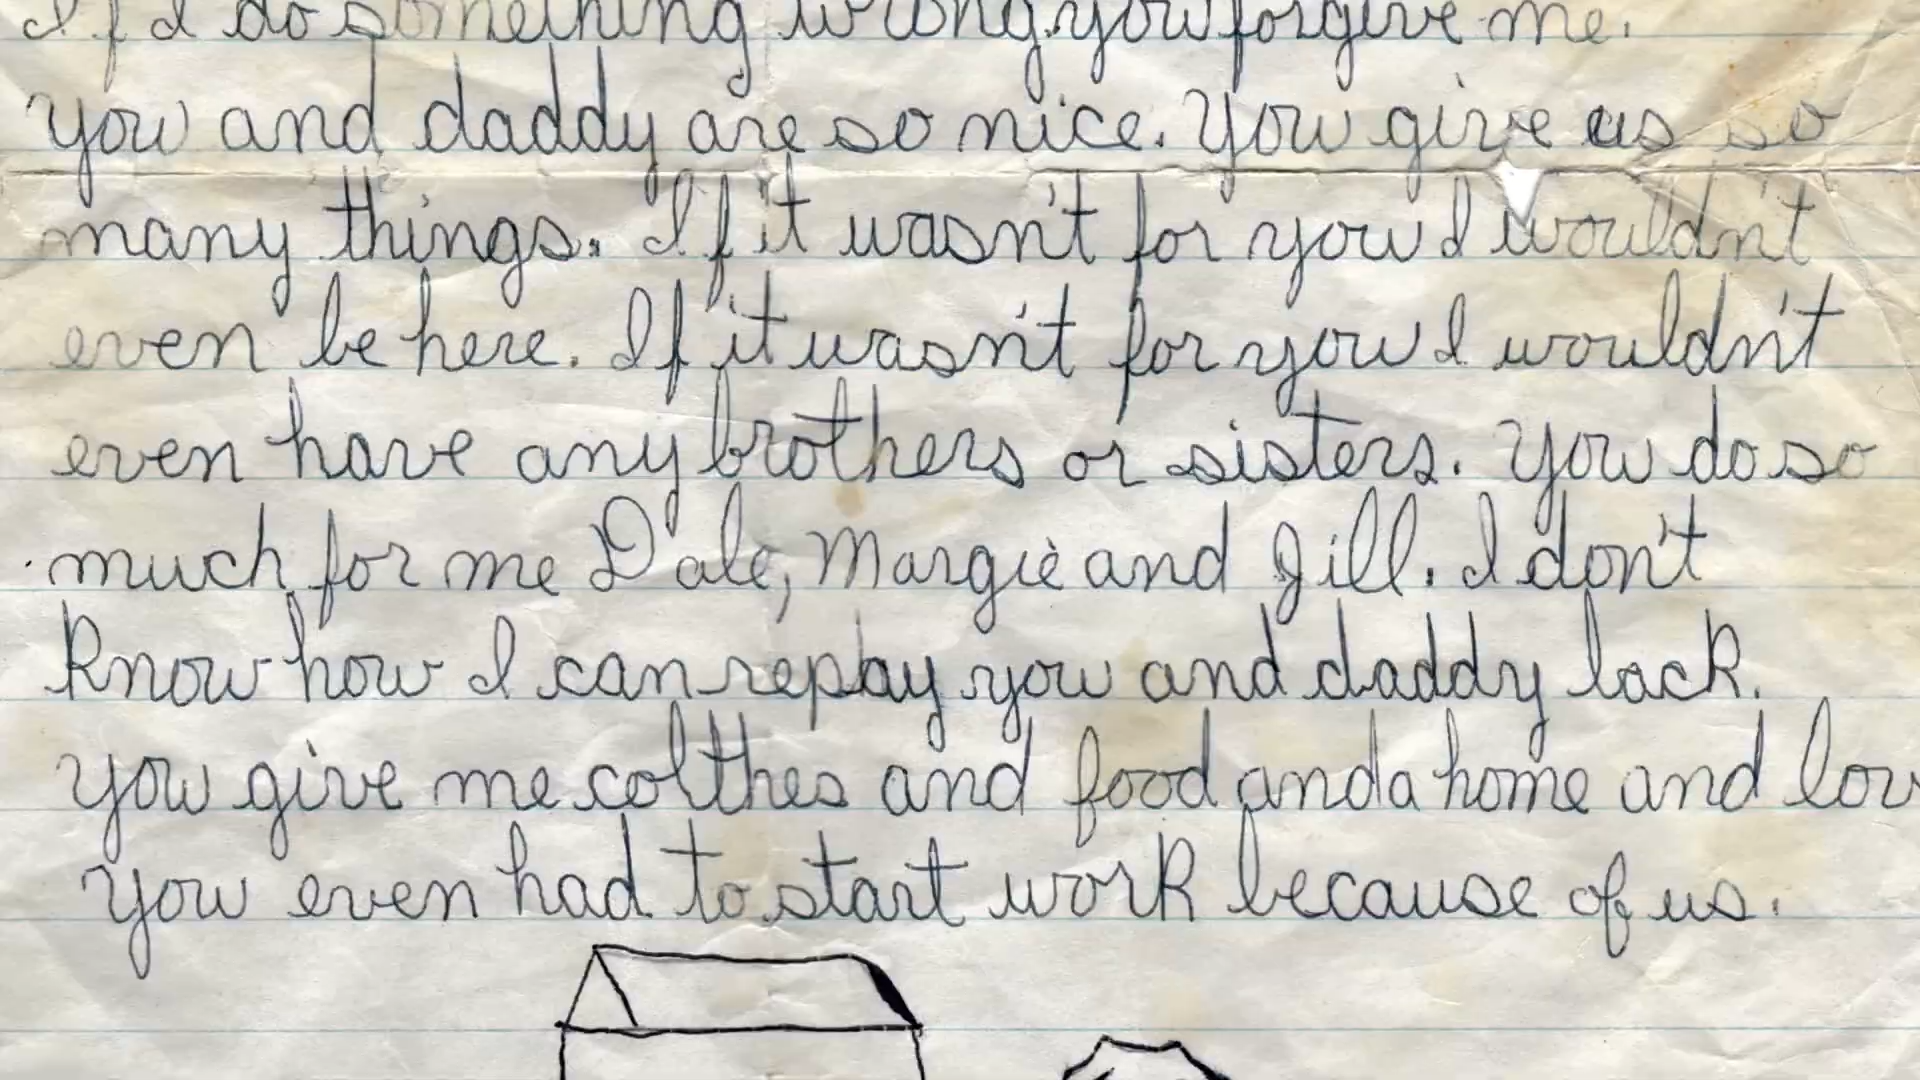 If I do something wrong you forgive me.
You and daddy are so nice. You give us so
many things. If it wasn't for you I wouldn't
even be here. If it wasn't for you I wouldn't
even have any brothers or sisters. You do so
much for me Dale, Margie and Jill. I don't
know how I can repay you and daddy back.
You give me colthes and food and a home and lov
You even had to start work because of us.